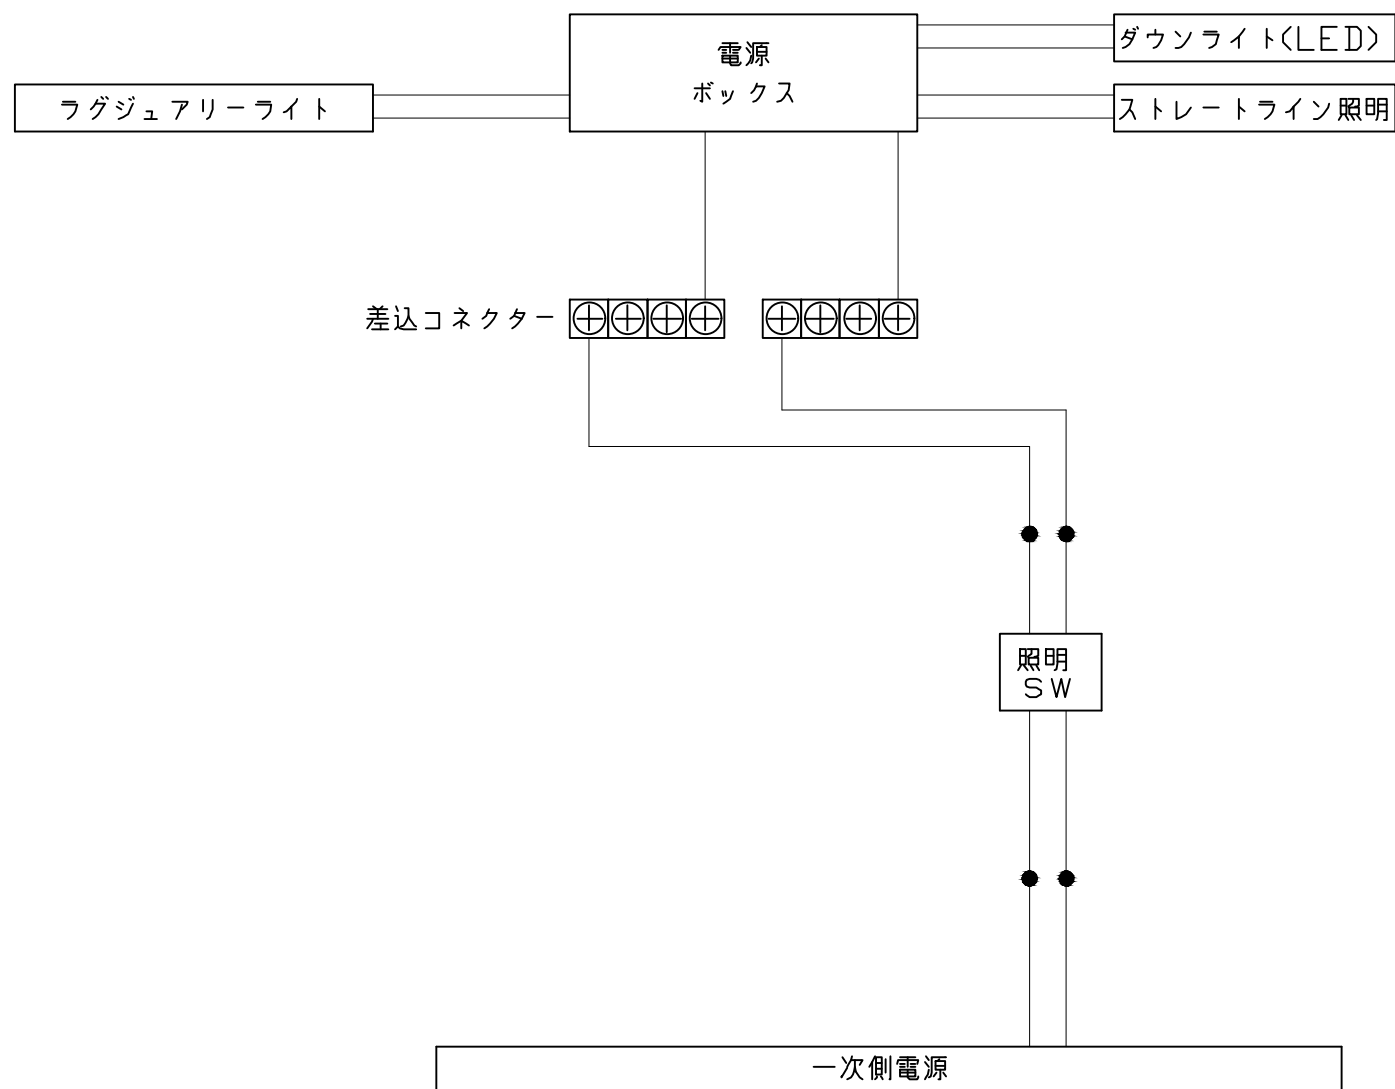 電源
ボックス
ダウンライト(LED)
ラグジュアリーライト
ストレートライン照明
差込コネクター
照明
SW
一次側電源